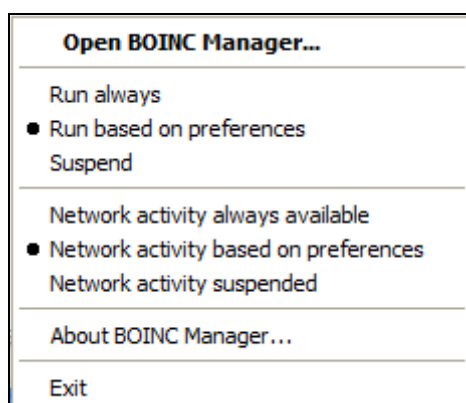 Open BOINC Manager...
Run always
Run based on preferences
Suspend
Network activity always available
Network activity based on preferences
Network activity suspended
About BOINC Manager...
Exit